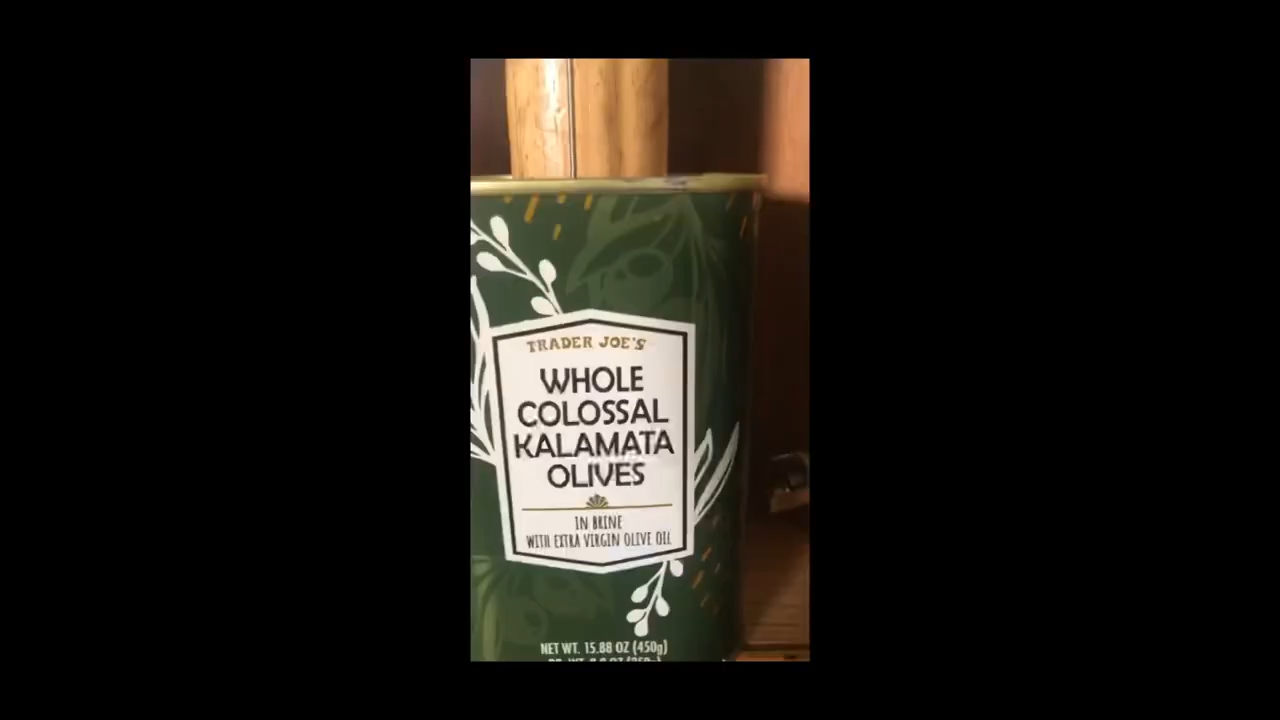 TRADER JOE'S
WHOLE
COLOSSAL
KALAMATA
OLIVES
IN BRINE
WITH EXTRA VIRGIN OLIVE OIL
NET WT. 15.88 OZ (450g)